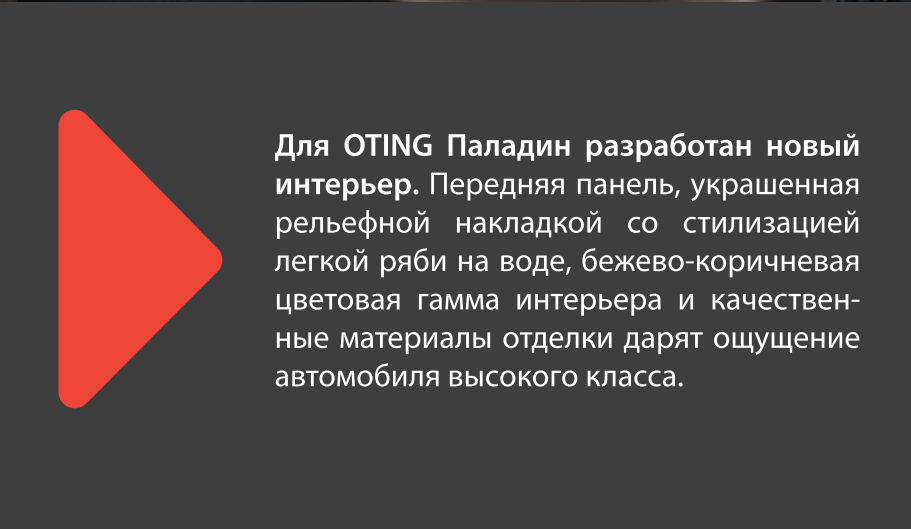 Для OTING Паладин разработан новый
интерьер. Передняя панель, украшенная
рельефной накладкой со стилизацией
легкой ряби на воде, бежево-коричневая
цветовая гамма интерьера и качествен-
ные материалы отделки дарят ощущение
автомобиля высокого класса.